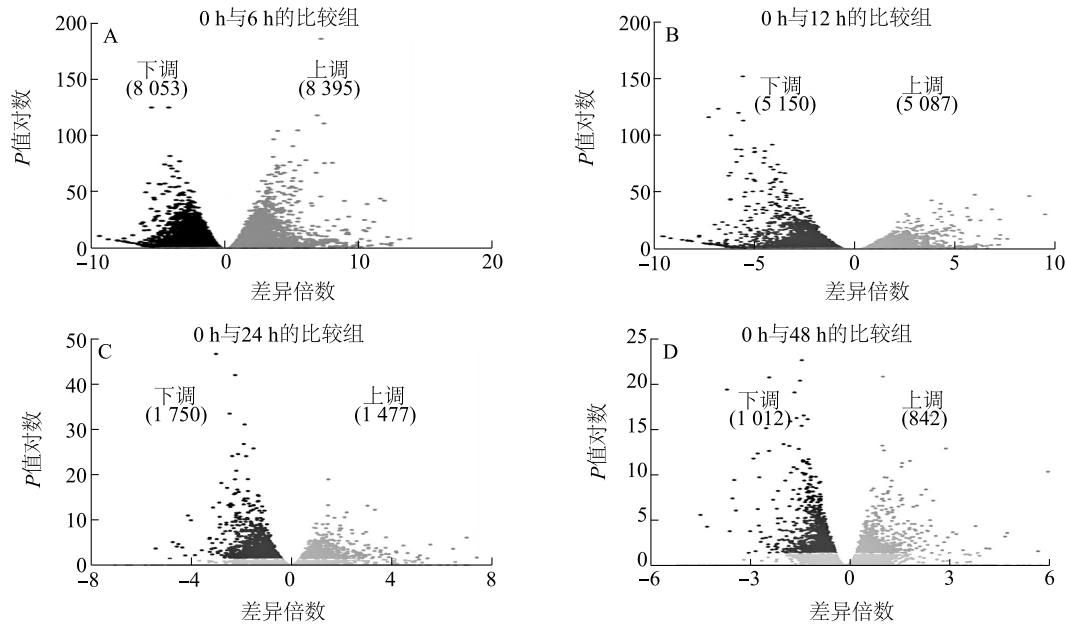 0 h与6 h的比较组
A
下调
(8 053)
上调
(8 395)
P值对数
200
150
100
50
0
−10
0
10
20
差异倍数
0 h与12 h的比较组
B
下调
(5 150)
上调
(5 087)
P值对数
200
150
100
50
0
−10
−5
0
5
10
差异倍数
0 h与24 h的比较组
C
下调
(1 750)
上调
(1 477)
P值对数
50
40
30
20
10
0
−8
−4
0
4
8
差异倍数
0 h与48 h的比较组
D
下调
(1 012)
上调
(842)
P值对数
25
20
15
10
5
0
−6
−3
0
3
6
差异倍数